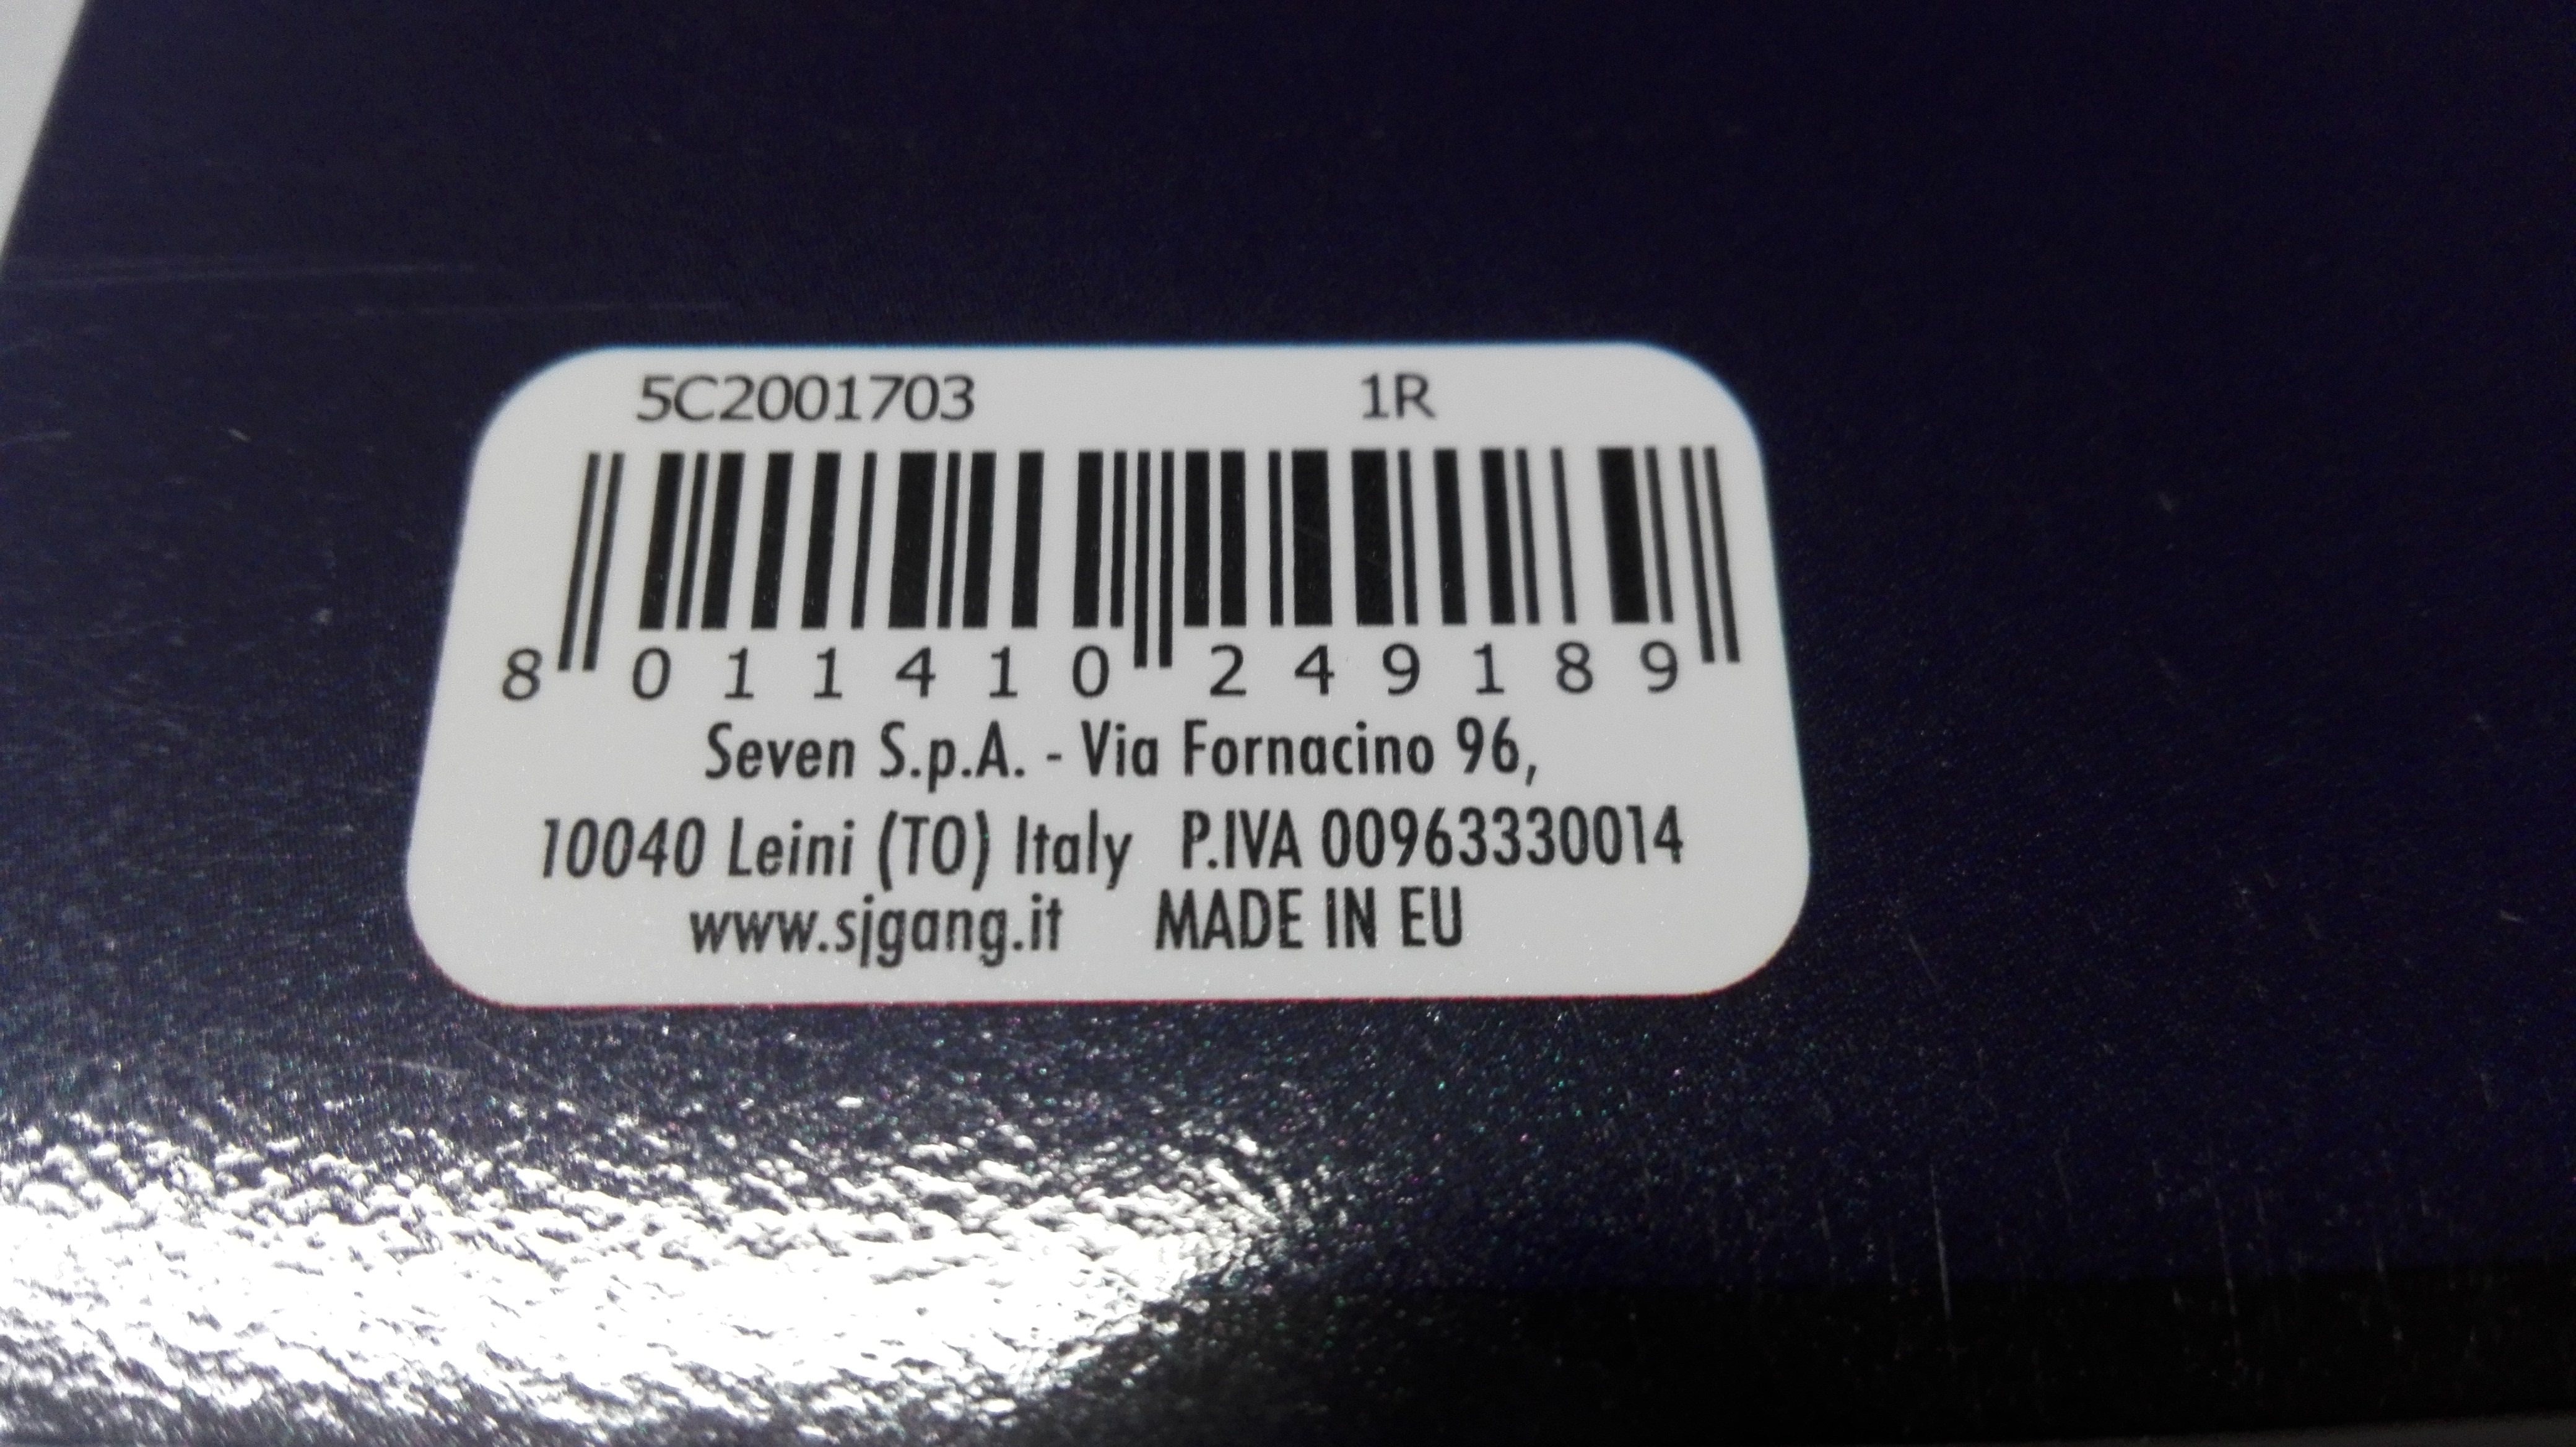 5C2001703 1R
8 011410 249189
Seven S.p.A. - Via Fornacino 96,
10040 Leini (TO) Italy P.IVA 00963330014
www.sjgang.it MADE IN EU